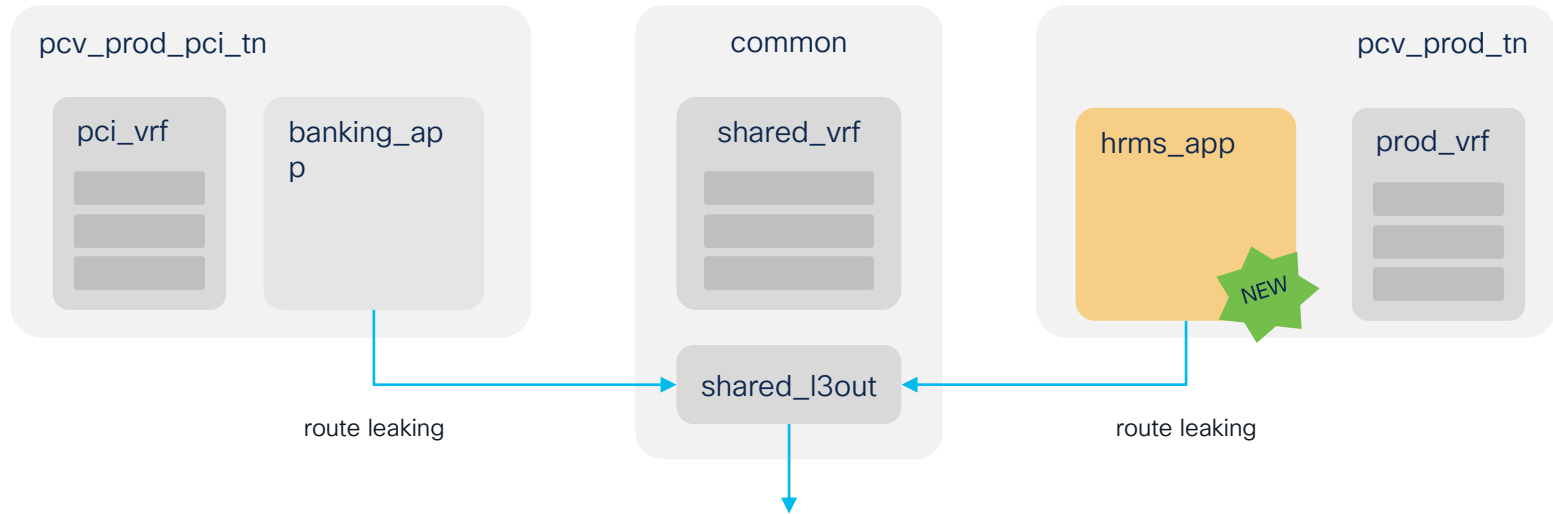 pcv_prod_pci_tn
common
pcv_prod_tn
pci_vrf
banking_ap
p
shared_vrf
hrms_app
prod_vrf
NEW
shared_l3out
route leaking
route leaking